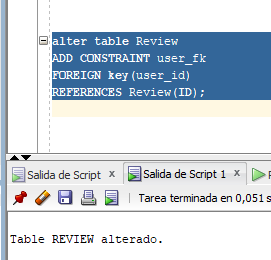 alter table Review
ADD CONSTRAINT user_fk
FOREIGN key(user_id)
REFERENCES Review(ID);
Salida de Script
Salida de Script 1
Tarea terminada en 0,051 s
Table REVIEW alterado.